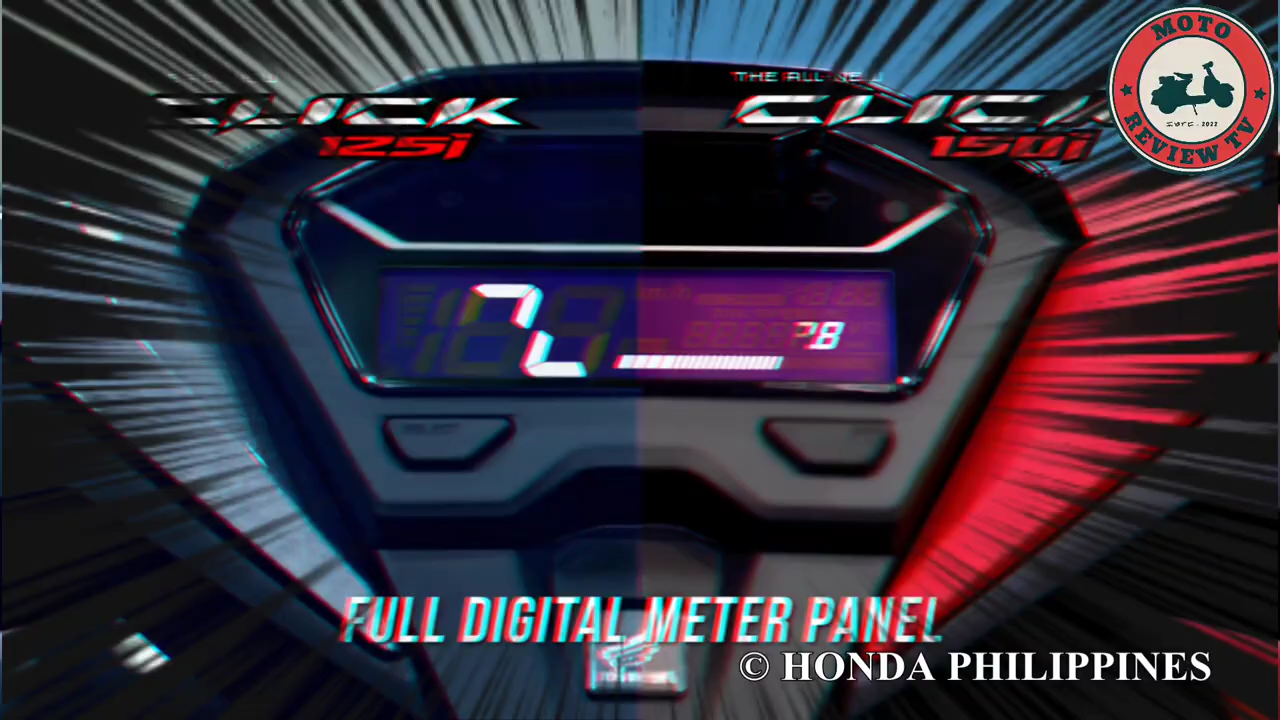 MOTO
REVIEW TV
THE ALL NEW
CLICK
125i
CLICK
150i
FULL DIGITAL METER PANEL
© HONDA PHILIPPINES